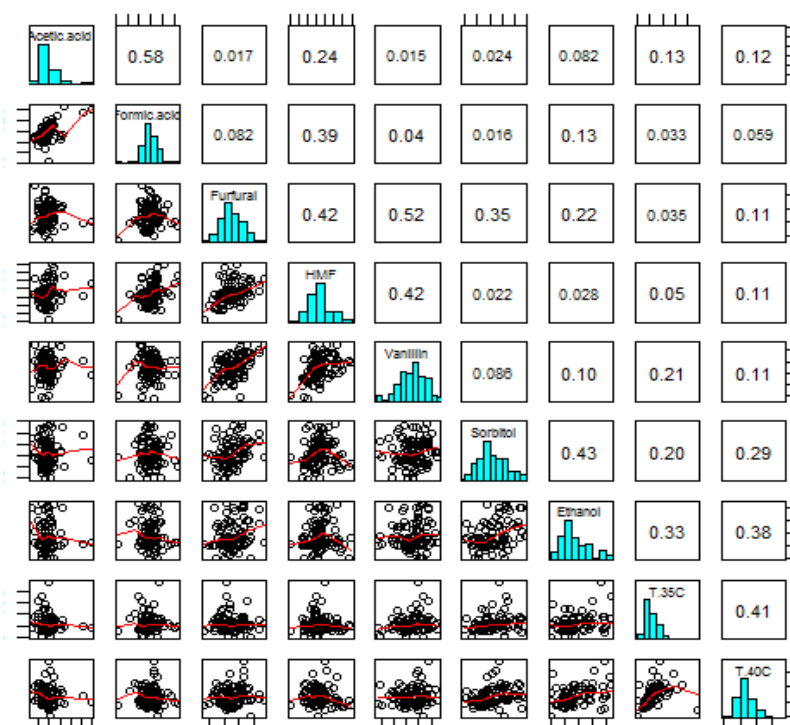 Acetic.acid 0.58 0.017 0.24 0.015 0.024 0.082 0.13 0.12
Formic.acid 0.082 0.39 0.04 0.016 0.13 0.033 0.059
Furfural 0.42 0.52 0.35 0.22 0.035 0.11
HMF 0.42 0.022 0.028 0.05 0.11
Vanillin 0.086 0.10 0.21 0.11
Sorbitol 0.43 0.20 0.29
Ethanol 0.33 0.38
T.35C 0.41
T.40C